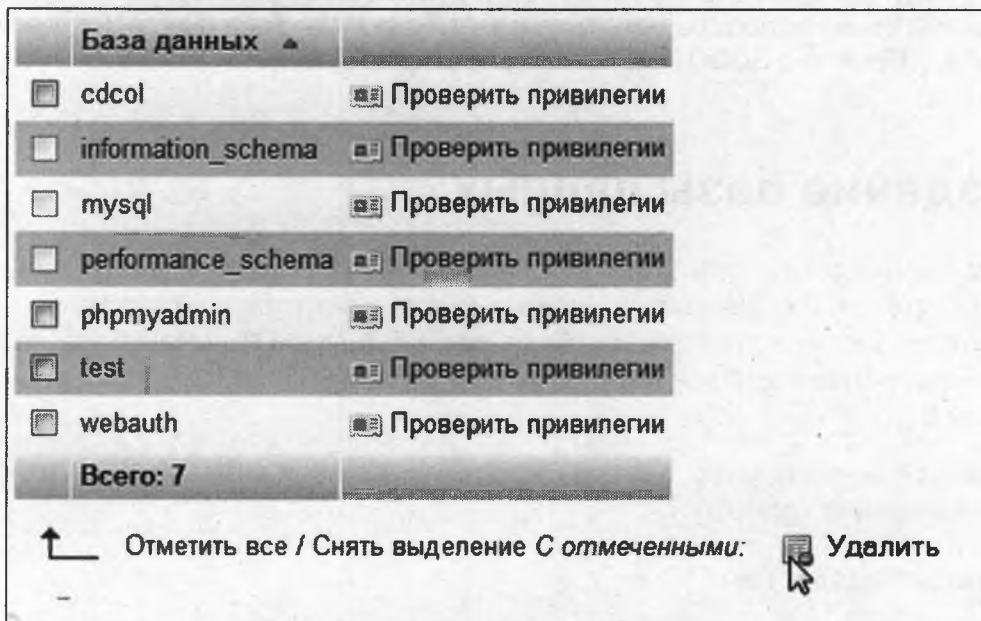 База данных
cdcol Проверить привилегии
information_schema Проверить привилегии
mysql Проверить привилегии
performance_schema Проверить привилегии
phpmyadmin Проверить привилегии
test Проверить привилегии
webauth Проверить привилегии
Всего: 7
Отметить все / Снять выделение С отмеченными: Удалить